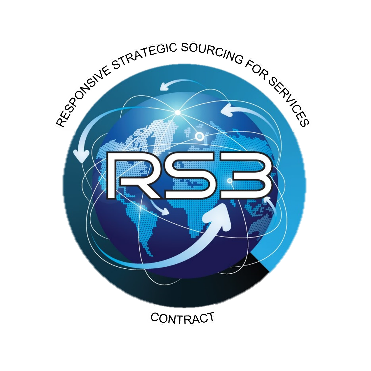 RESPONSIVE STRATEGIC SOURCING FOR SERVICES
RS3
CONTRACT